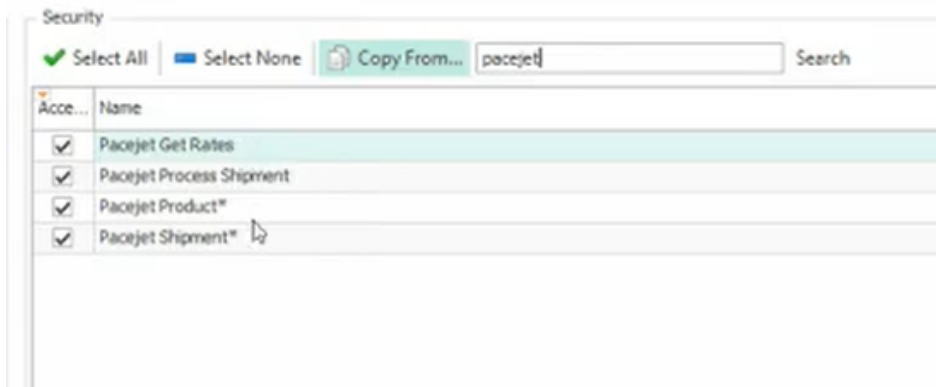 Security
Select All Select None Copy From... pacejet Search
Acce... Name
Pacejet Get Rates
Pacejet Process Shipment
Pacejet Product*
Pacejet Shipment*